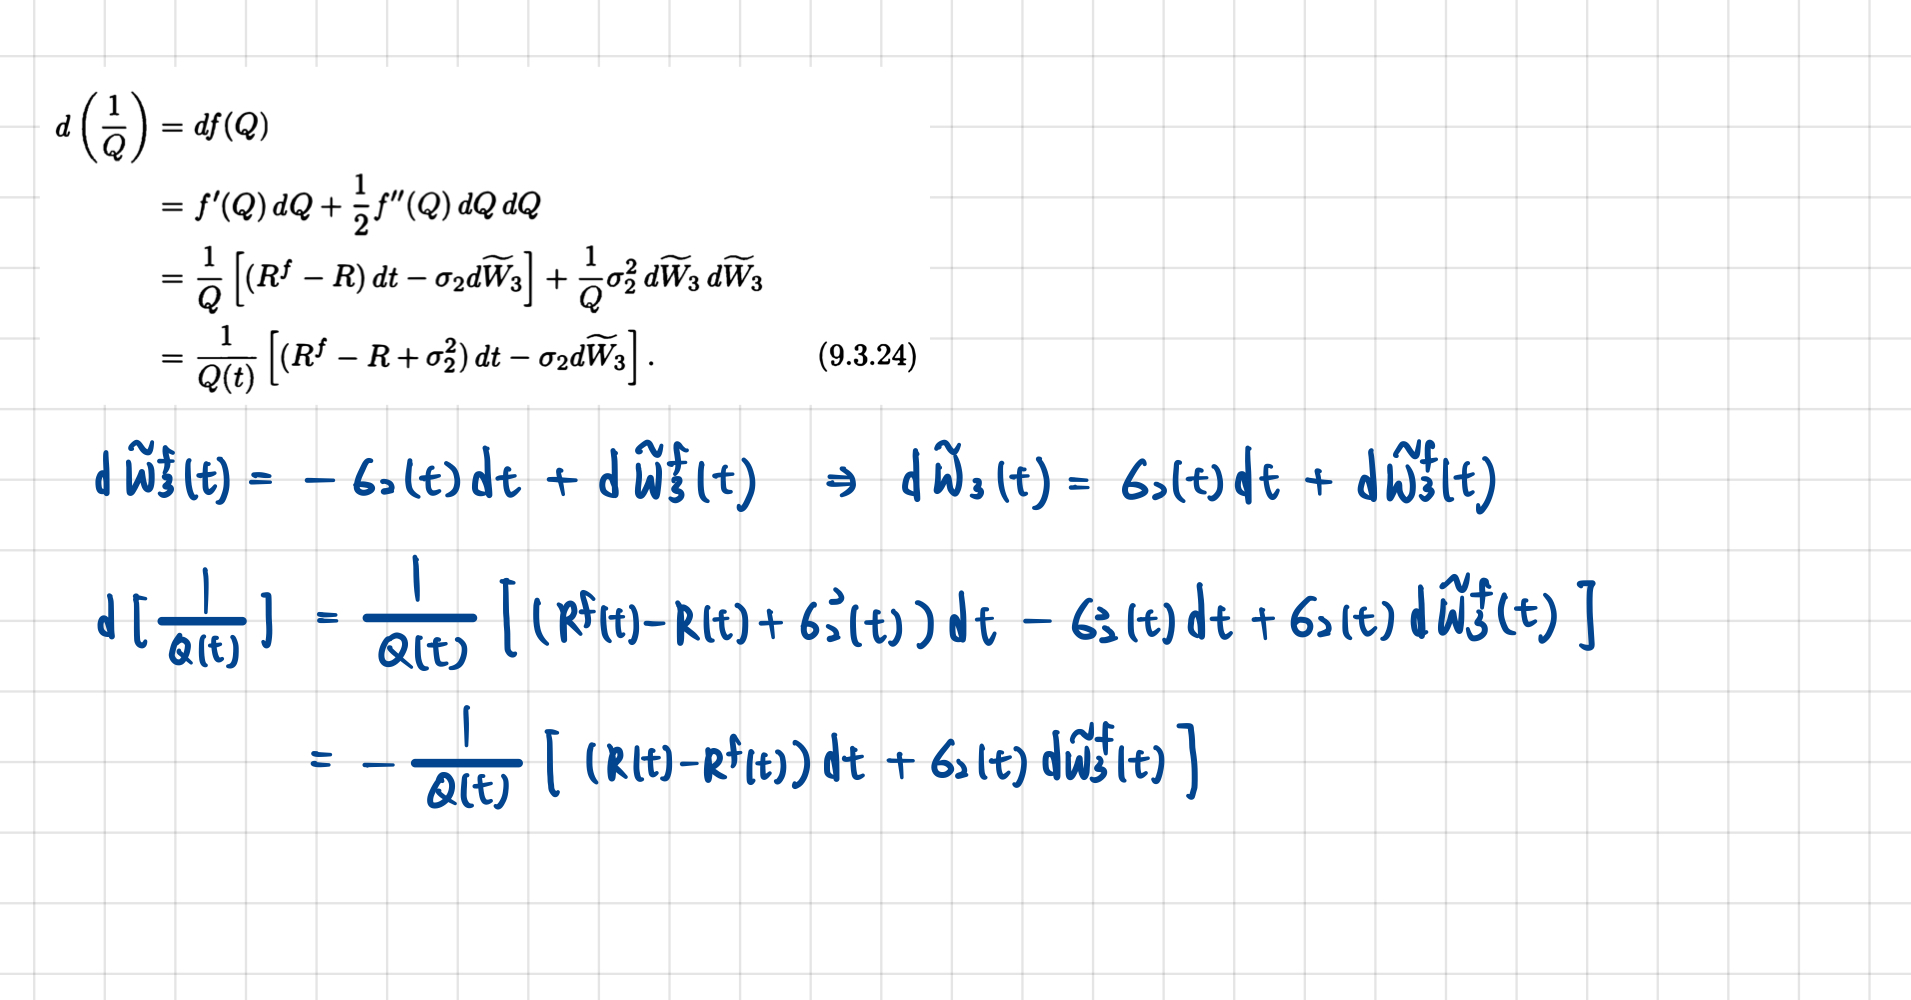 d(1/Q) = df(Q)
= f′(Q) dQ + 1/2 f″(Q) dQ dQ
= 1/Q [(R^f − R) dt − σ₂dW̃₃] + 1/Q σ₂² dW̃₃ dW̃₃
= 1/Q(t) [(R^f − R + σ₂²) dt − σ₂dW̃₃]. (9.3.24)
dW̃₃^f(t) = − σ₂(t)dt + dW̃₃^f(t) ⇒ dW̃₃(t) = σ₂(t)dt + dW̃₃^f(t)
d[1/Q(t)] = 1/Q(t) [(R^f(t) − R(t) + σ₂²(t))dt − σ₂²(t)dt + σ₂(t)dW̃₃^f(t)]
= − 1/Q(t) [(R(t) − R^f(t))dt + σ₂(t)dW̃₃^f(t)]